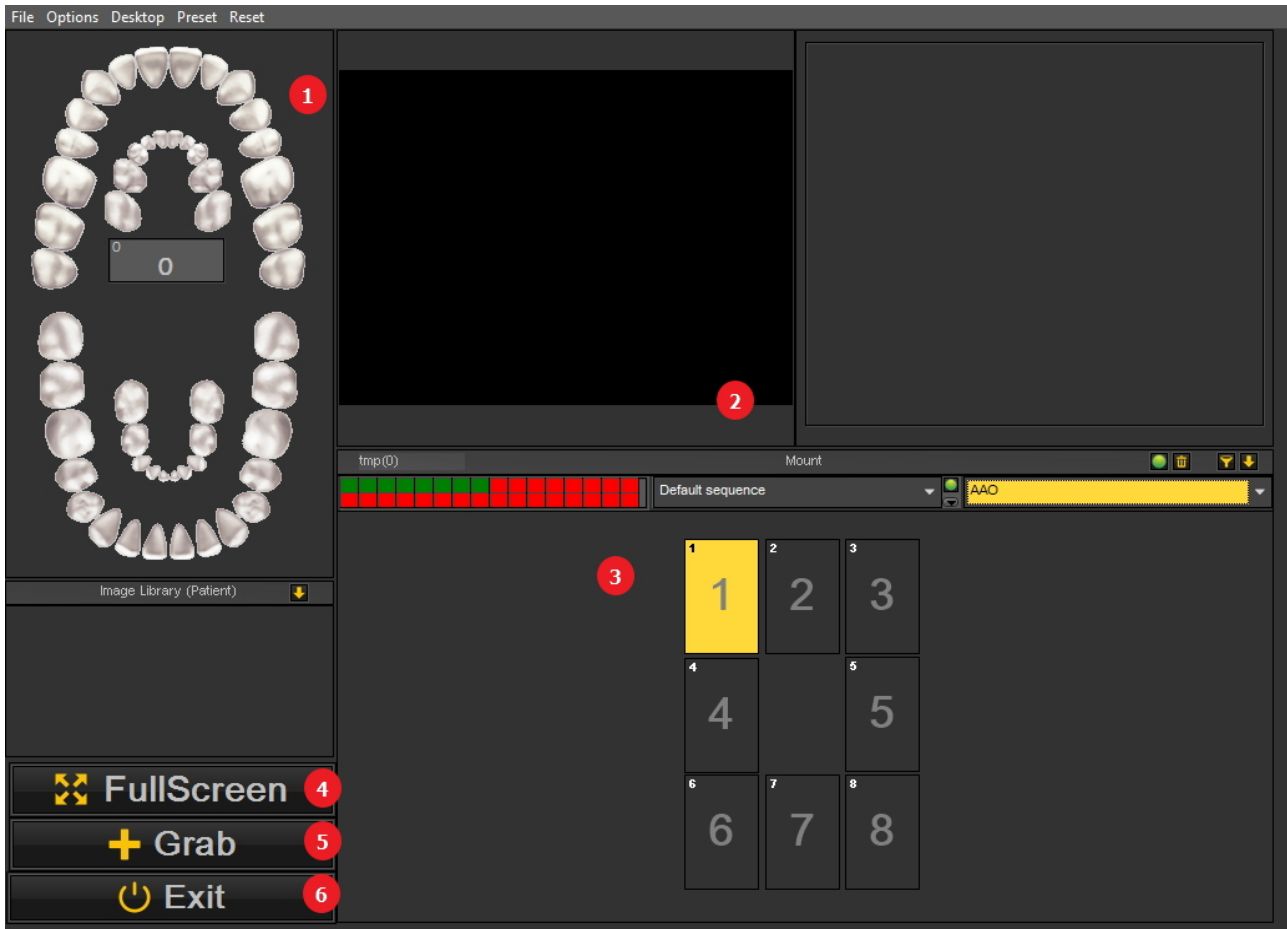 File Options Desktop Preset Reset
1
0
0
2
tmp(0) Mount
Default sequence AAO
3
1 2 3
1 2 3
4 5
4 5
6 7 8
6 7 8
Image Library (Patient)
FullScreen 4
Grab 5
Exit 6